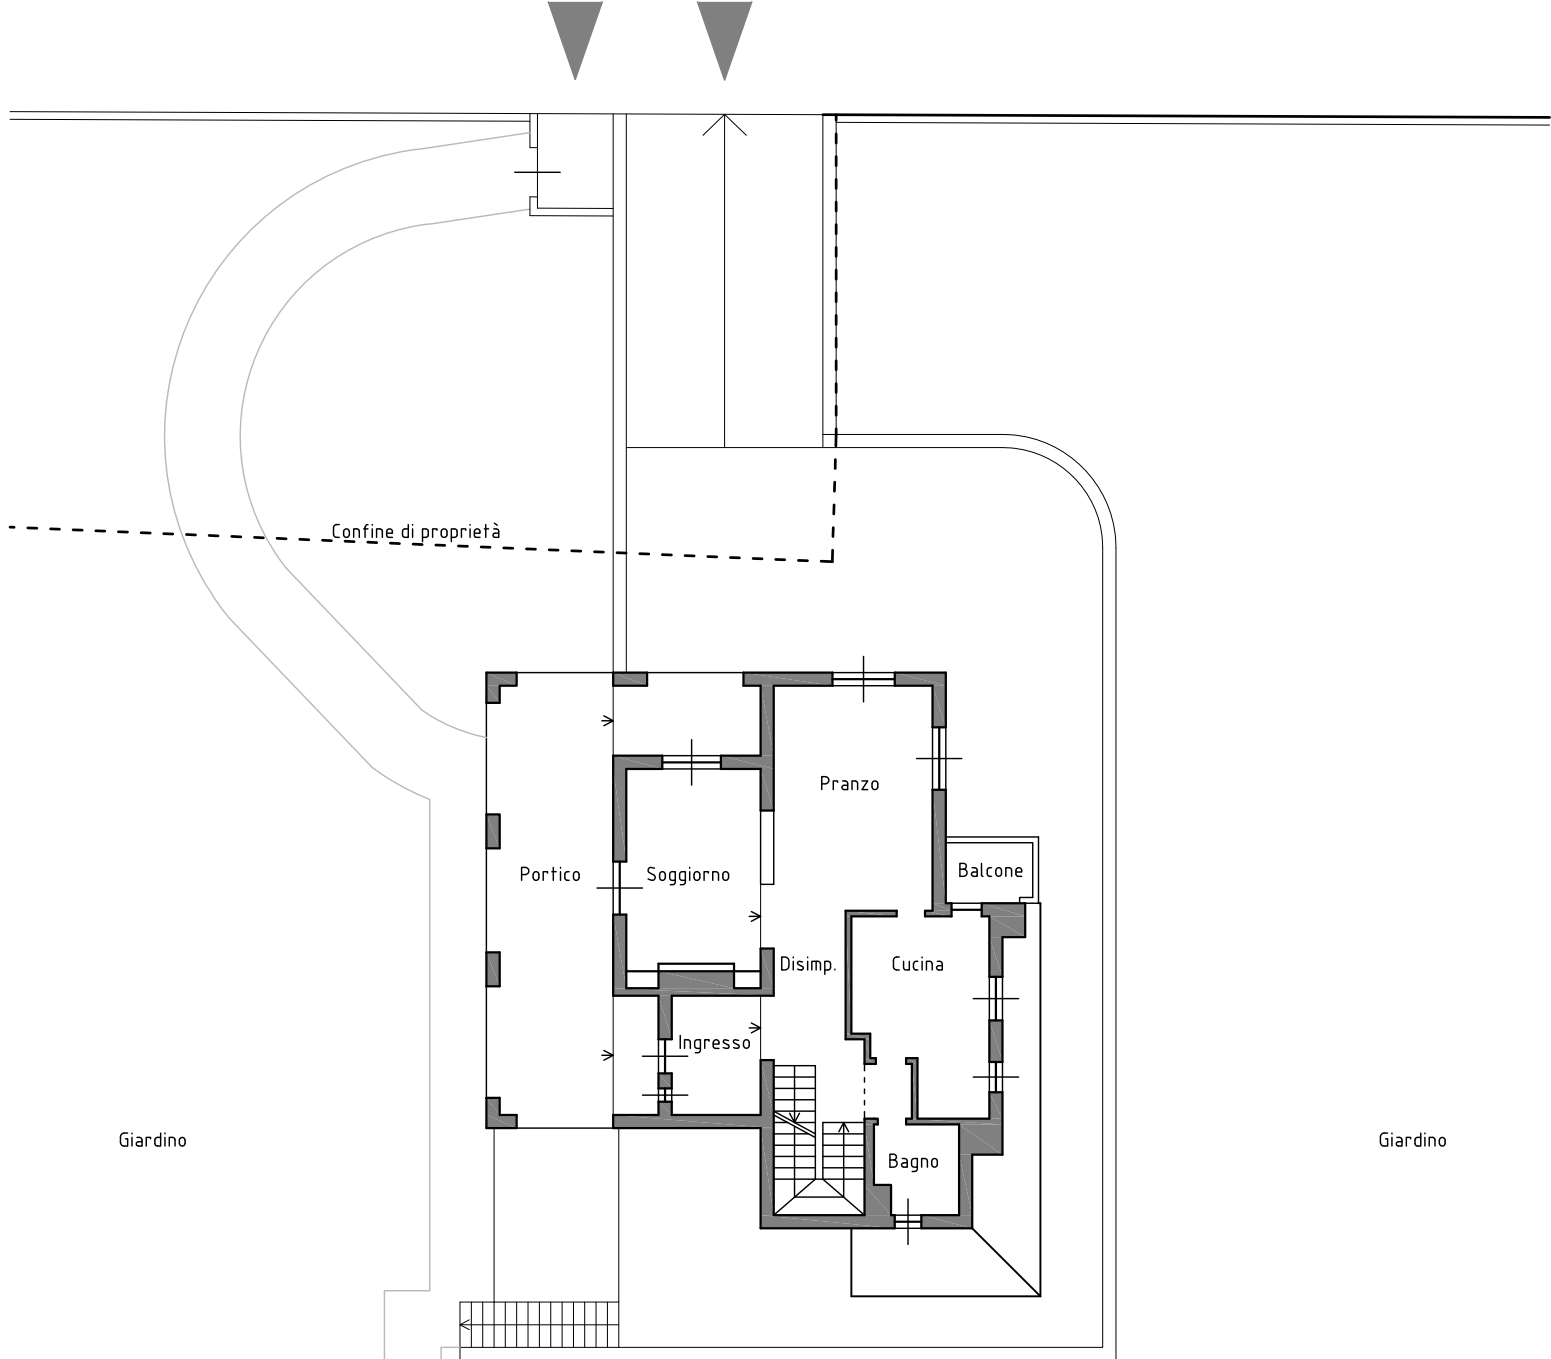 Confine di proprietà
Pranzo
Portico
Soggiorno
Balcone
Disimp.
Cucina
Ingresso
Giardino
Bagno
Giardino